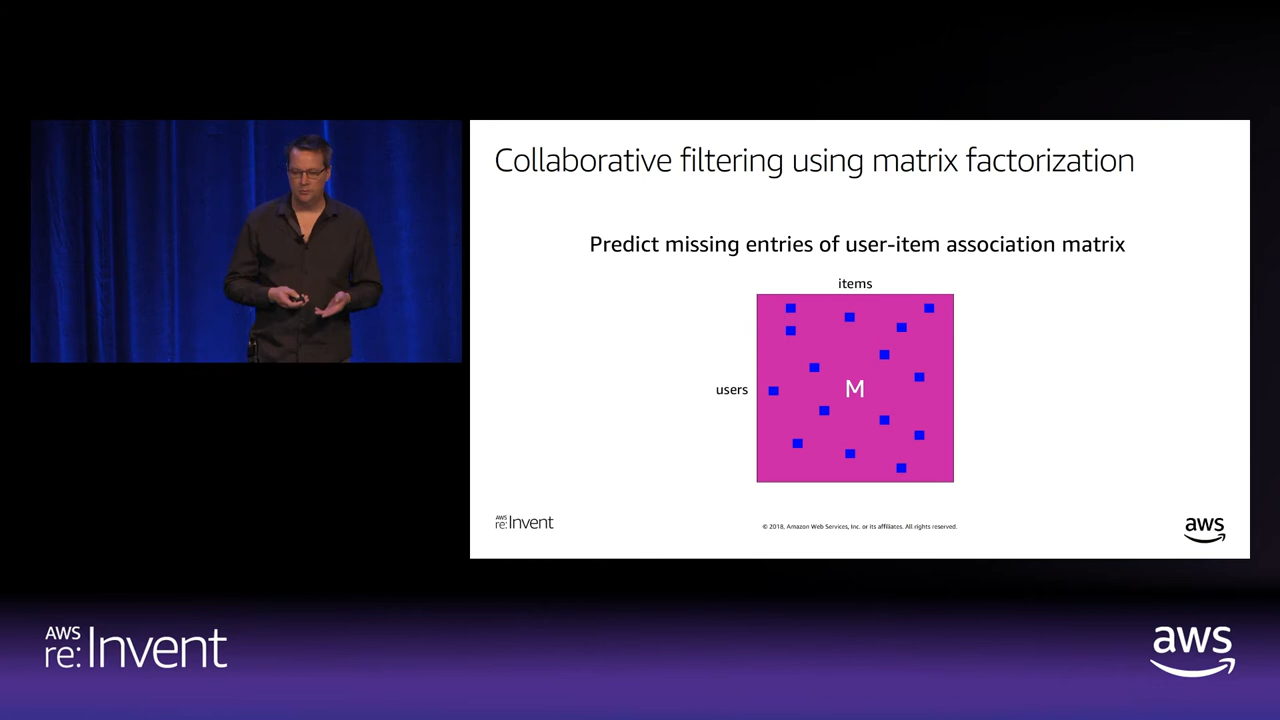 Collaborative filtering using matrix factorization
Predict missing entries of user-item association matrix
items
users
M
AWS
re:Invent
© 2018, Amazon Web Services, Inc. or its affiliates. All rights reserved.
aws
AWS
re:Invent
aws